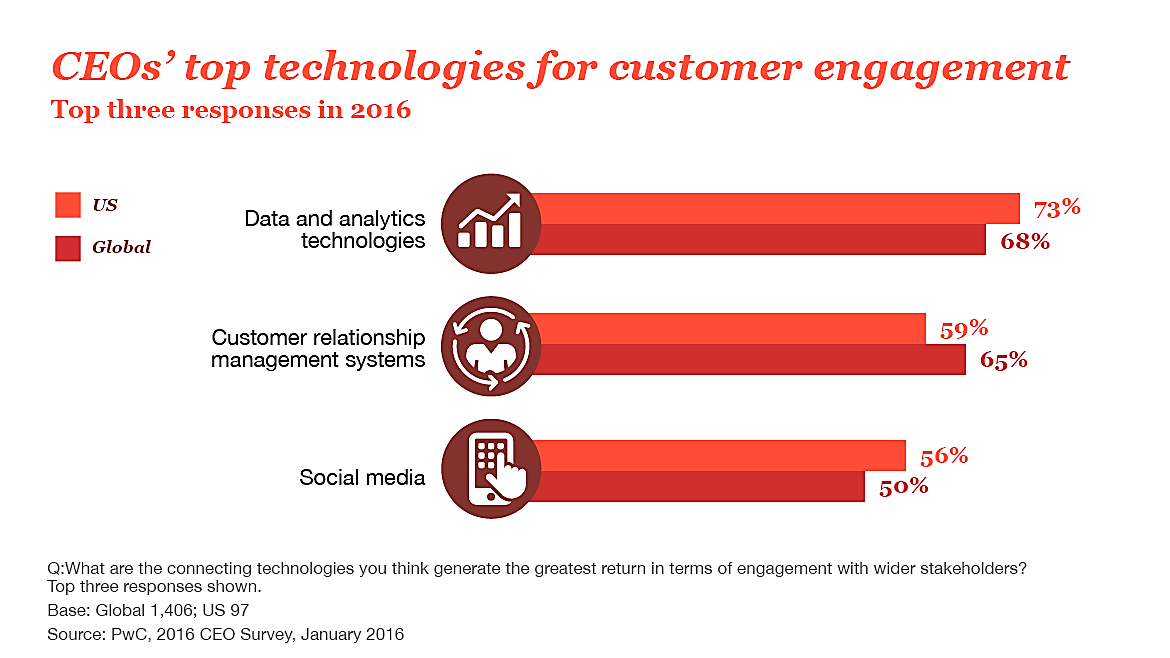 CEOs’ top technologies for customer engagement
Top three responses in 2016
US
Global
Data and analytics
technologies
73%
68%
Customer relationship
management systems
59%
65%
Social media
56%
50%
Q:What are the connecting technologies you think generate the greatest return in terms of engagement with wider stakeholders?
Top three responses shown.
Base: Global 1,406; US 97
Source: PwC, 2016 CEO Survey, January 2016